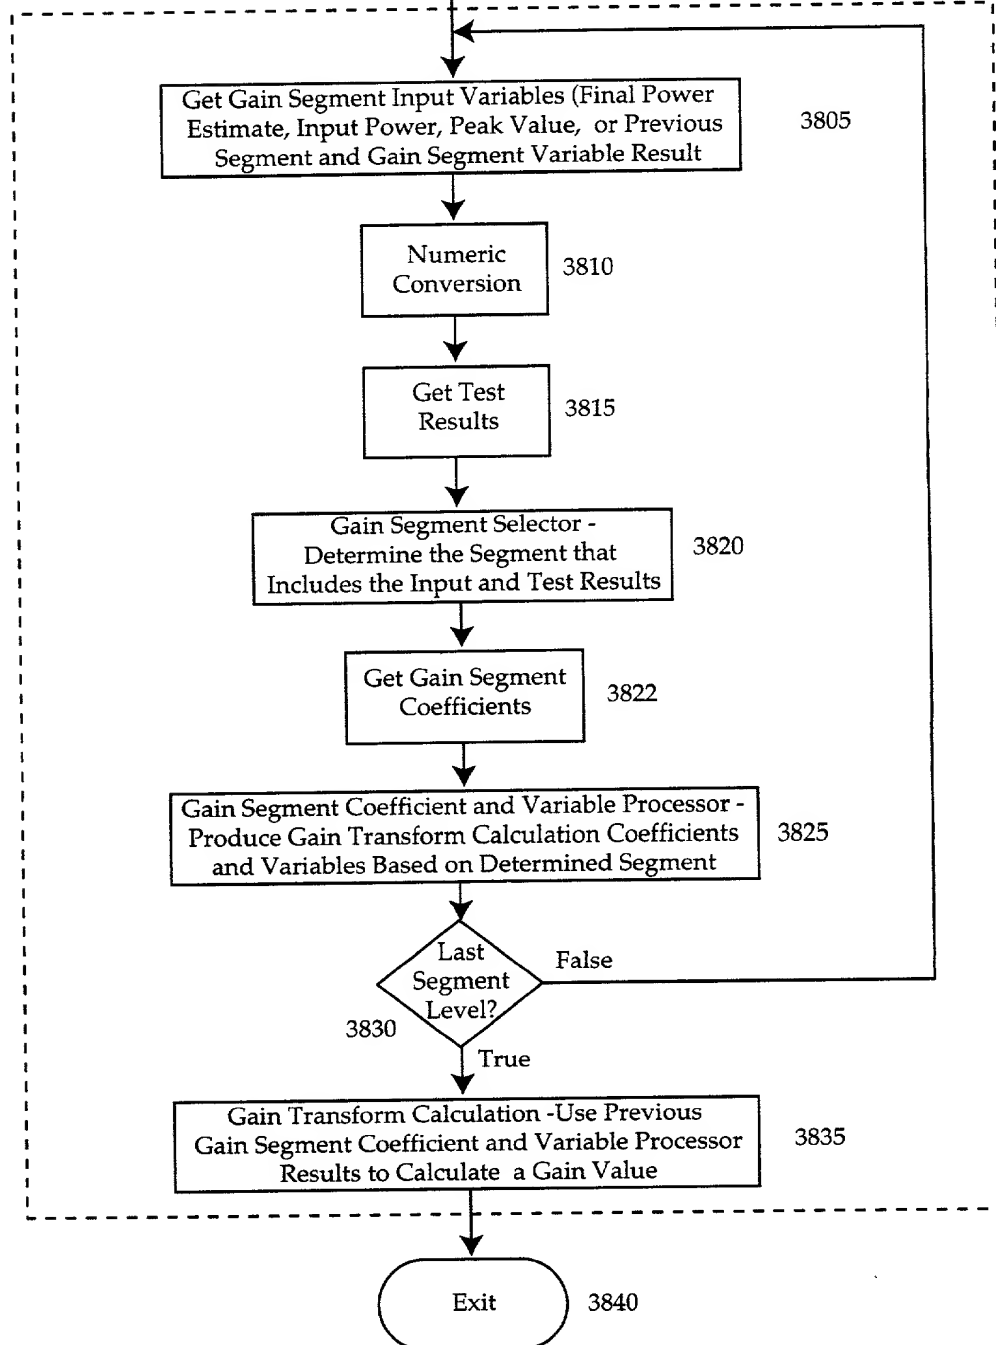 Get Gain Segment Input Variables (Final Power
Estimate, Input Power, Peak Value, or Previous
Segment and Gain Segment Variable Result
3805
Numeric
Conversion
3810
Get Test
Results
3815
Gain Segment Selector -
Determine the Segment that
Includes the Input and Test Results
3820
Get Gain Segment
Coefficients
3822
Gain Segment Coefficient and Variable Processor -
Produce Gain Transform Calculation Coefficients
and Variables Based on Determined Segment
3825
Last
Segment
Level?
False
3830
True
Gain Transform Calculation -Use Previous
Gain Segment Coefficient and Variable Processor
Results to Calculate a Gain Value
3835
Exit
3840